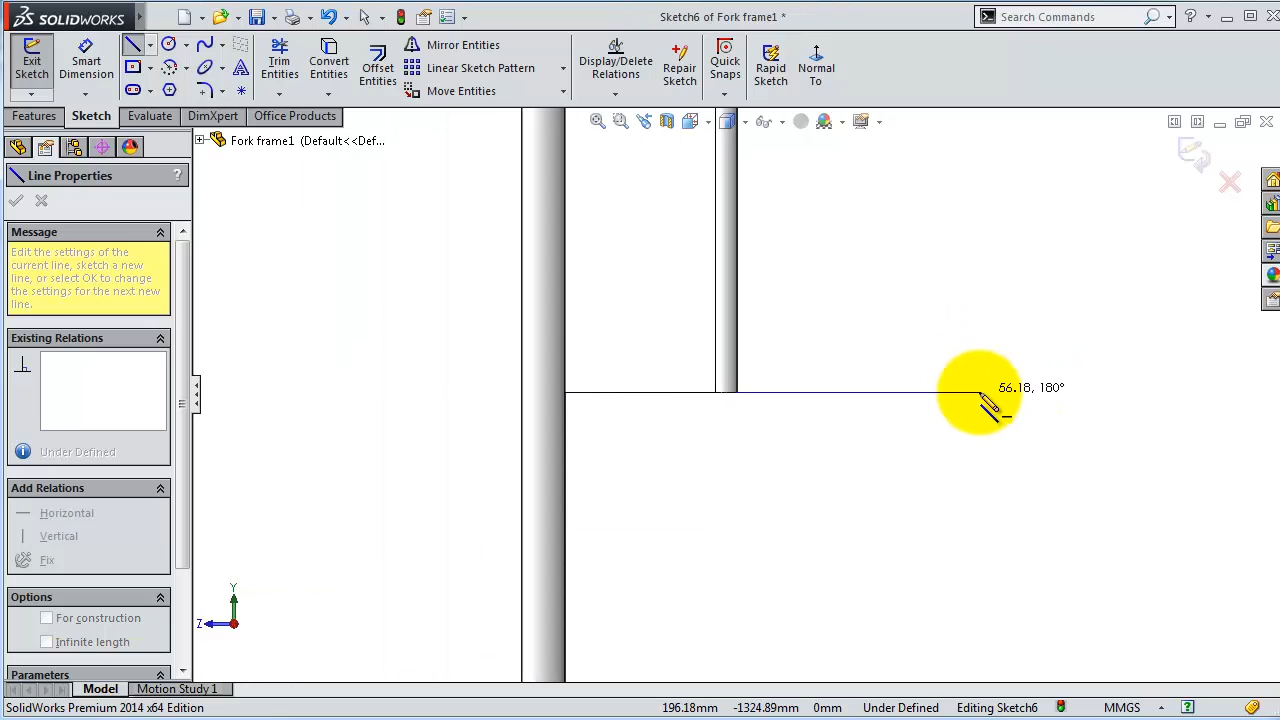 SOLIDWORKS
Sketch6 of Fork frame1 *
Search Commands
Exit Sketch
Smart Dimension
Trim Entities
Convert Entities
Offset Entities
Mirror Entities
Linear Sketch Pattern
Move Entities
Display/Delete Relations
Repair Sketch
Quick Snaps
Rapid Sketch
Normal To
Features
Sketch
Evaluate
DimXpert
Office Products
Fork frame1 (Default<<Def...
Line Properties
?
Message
Edit the settings of the
current line, sketch a new
line, or select OK to change
the settings for the next new
line.
Existing Relations
Under Defined
Add Relations
Horizontal
Vertical
Fix
Options
For construction
Infinite length
Parameters
56.18, 180°
Y
Z
Model
Motion Study 1
SolidWorks Premium 2014 x64 Edition
196.18mm
-1324.89mm
0mm
Under Defined
Editing Sketch6
MMGS
?